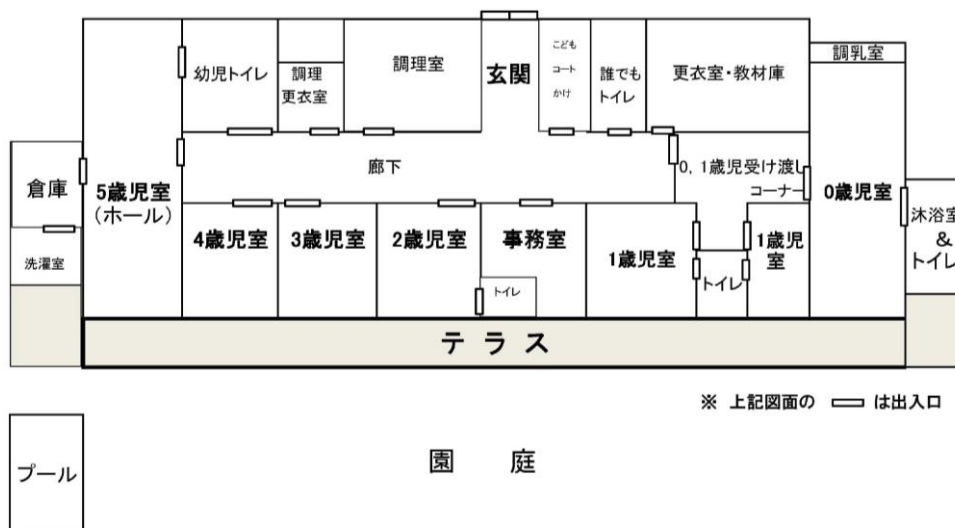 幼児トイレ
調理
更衣室
調理室
玄関
こども
コート
かけ
誰でも
トイレ
更衣室・教材庫
調乳室
倉庫
洗濯室
5歳児室
(ホール)
廊下
0, 1歳児受け渡し
コーナー
0歳児室
沐浴室
&
トイレ
4歳児室
3歳児室
2歳児室
事務室
トイレ
1歳児室
トイレ
1歳児
室
テラス
※ 上記図面の は出入口
プール
園 庭